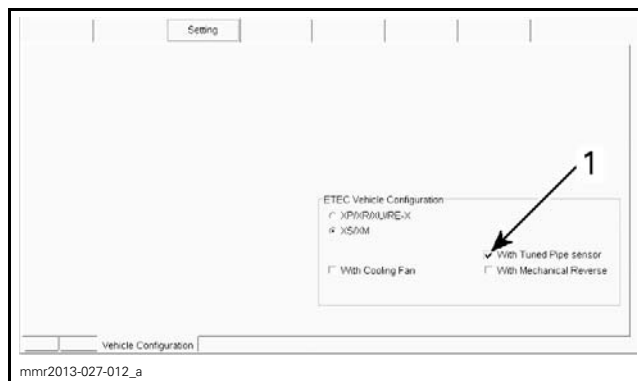 Setting
1
ETEC Vehicle Configuration
XP/XR/XU/RE-X
XS/XM
With Tuned Pipe sensor
With Cooling Fan
With Mechanical Reverse
Vehicle Configuration
mmr2013-027-012_a